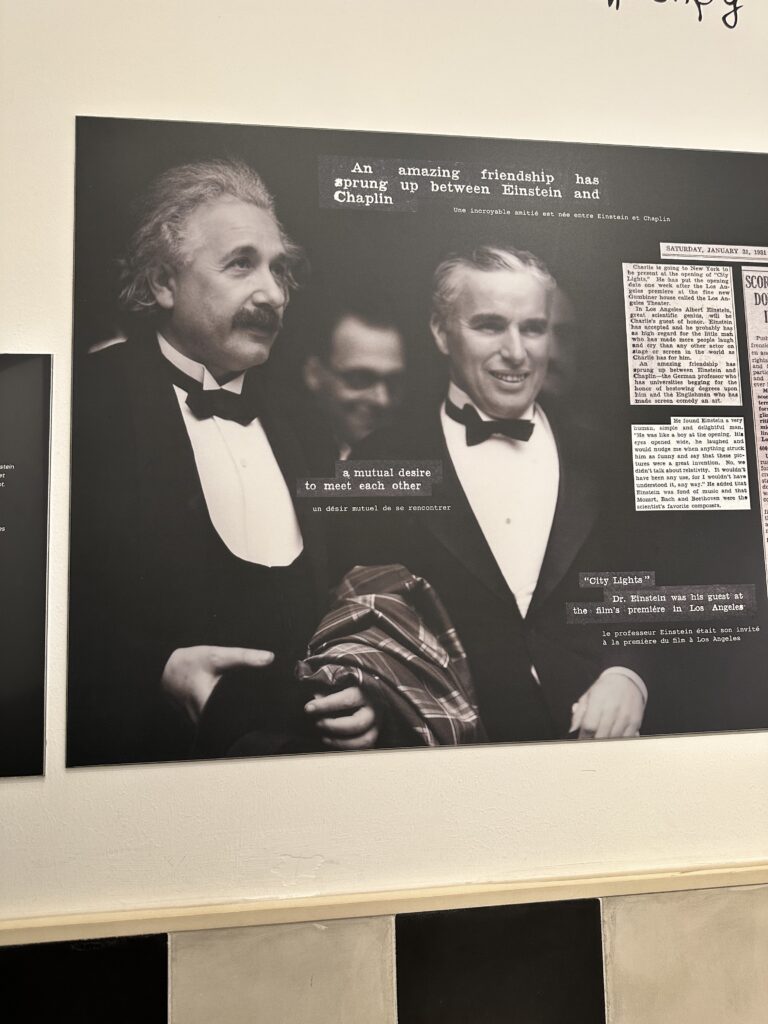 An amazing friendship has
sprung up between Einstein and
Chaplin
Une incroyable amitié est née entre Einstein et Chaplin
SATURDAY, JANUARY 31, 1931
Charlie is going to New York to
be present at the opening of "City
Lights." He has put the opening
date one week after the Los An-
geles premiere at the fine new
Gumbiner house called the Los An-
geles Theater.
In Los Angeles Albert Einstein,
great scientific genius, will be
Charlie's guest of honor. Einstein
has accepted and he probably has
as high regard for the little man
who has made more people laugh
and cry than any other actor on
stage or screen in the world as
Charlie has for him.
An amazing friendship has
sprung up between Einstein and
Chaplin—the German professor who
has universities begging for the
honor of bestowing degrees upon
him and the Englishman who has
made screen comedy an art.
He found Einstein a very
human, simple and delightful man.
"He was like a boy at the opening. His
eyes opened wide, he laughed and
would nudge me when anything struck
him as funny and say that these pic-
tures were a great invention. No, we
didn't talk about relativity. It wouldn't
have been any use, for I wouldn't have
understood it, any way." He added that
Einstein was fond of music and that
Mozart, Bach and Beethoven were the
scientist's favorite composers.
a mutual desire
to meet each other
un désir mutuel de se rencontrer
"City Lights"
Dr. Einstein was his guest at
the film's première in Los Angeles
le professeur Einstein était son invité
à la première du film à Los Angeles